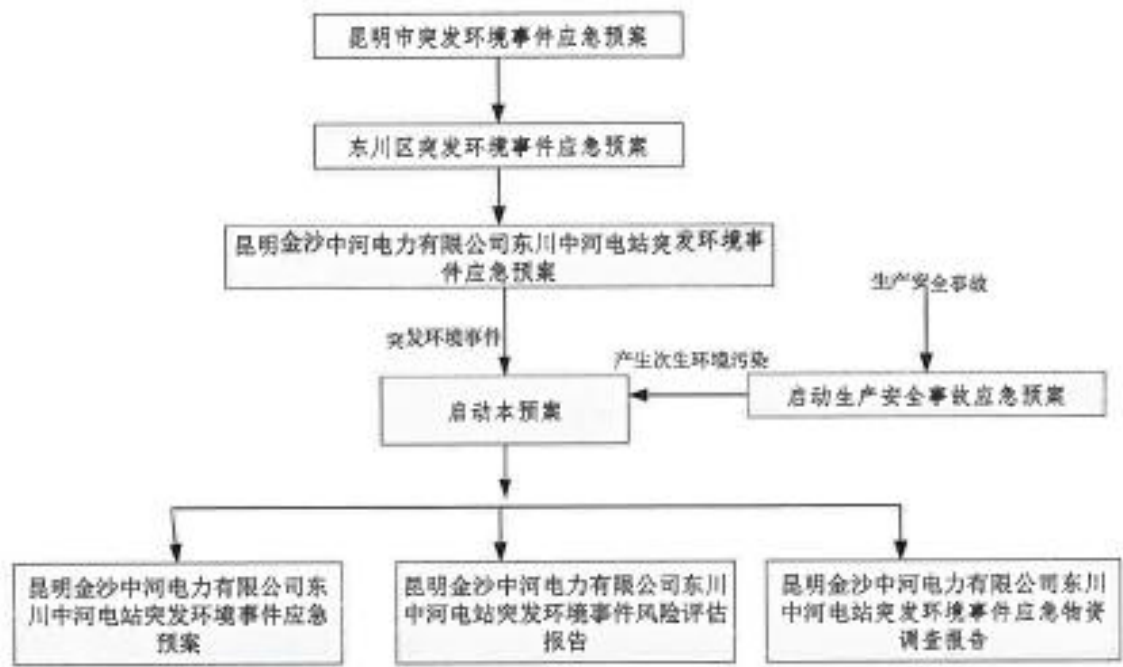 昆明市突发环境事件应急预案
东川区突发环境事件应急预案
昆明金沙中河电力有限公司东川中河电站突发环境事
件应急预案
生产安全事故
突发环境事件
产生次生环境污染
启动本预案
启动生产安全事故应急预案
昆明金沙中河电力有限公司东
川中河电站突发环境事件应急
预案
昆明金沙中河电力有限公司东川
中河电站突发环境事件风险评估
报告
昆明金沙中河电力有限公司东川
中河电站突发环境事件应急物资
调查报告